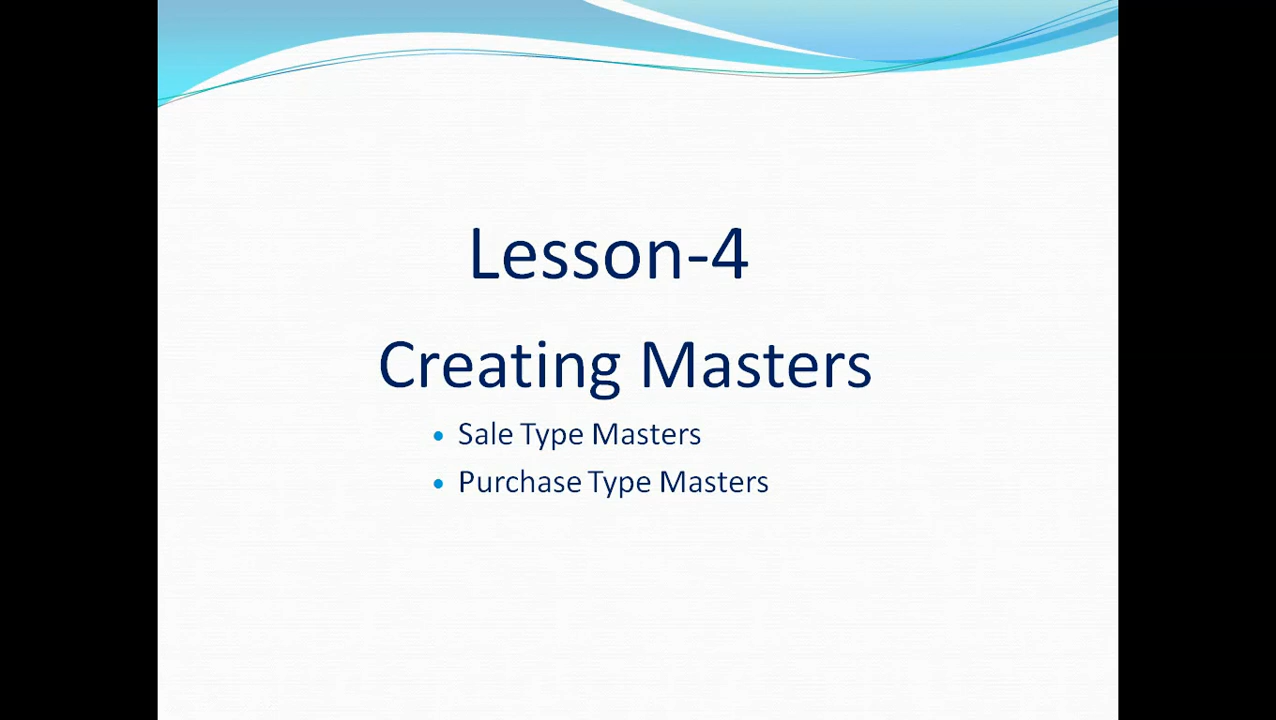 Lesson-4
Creating Masters
• Sale Type Masters
• Purchase Type Masters